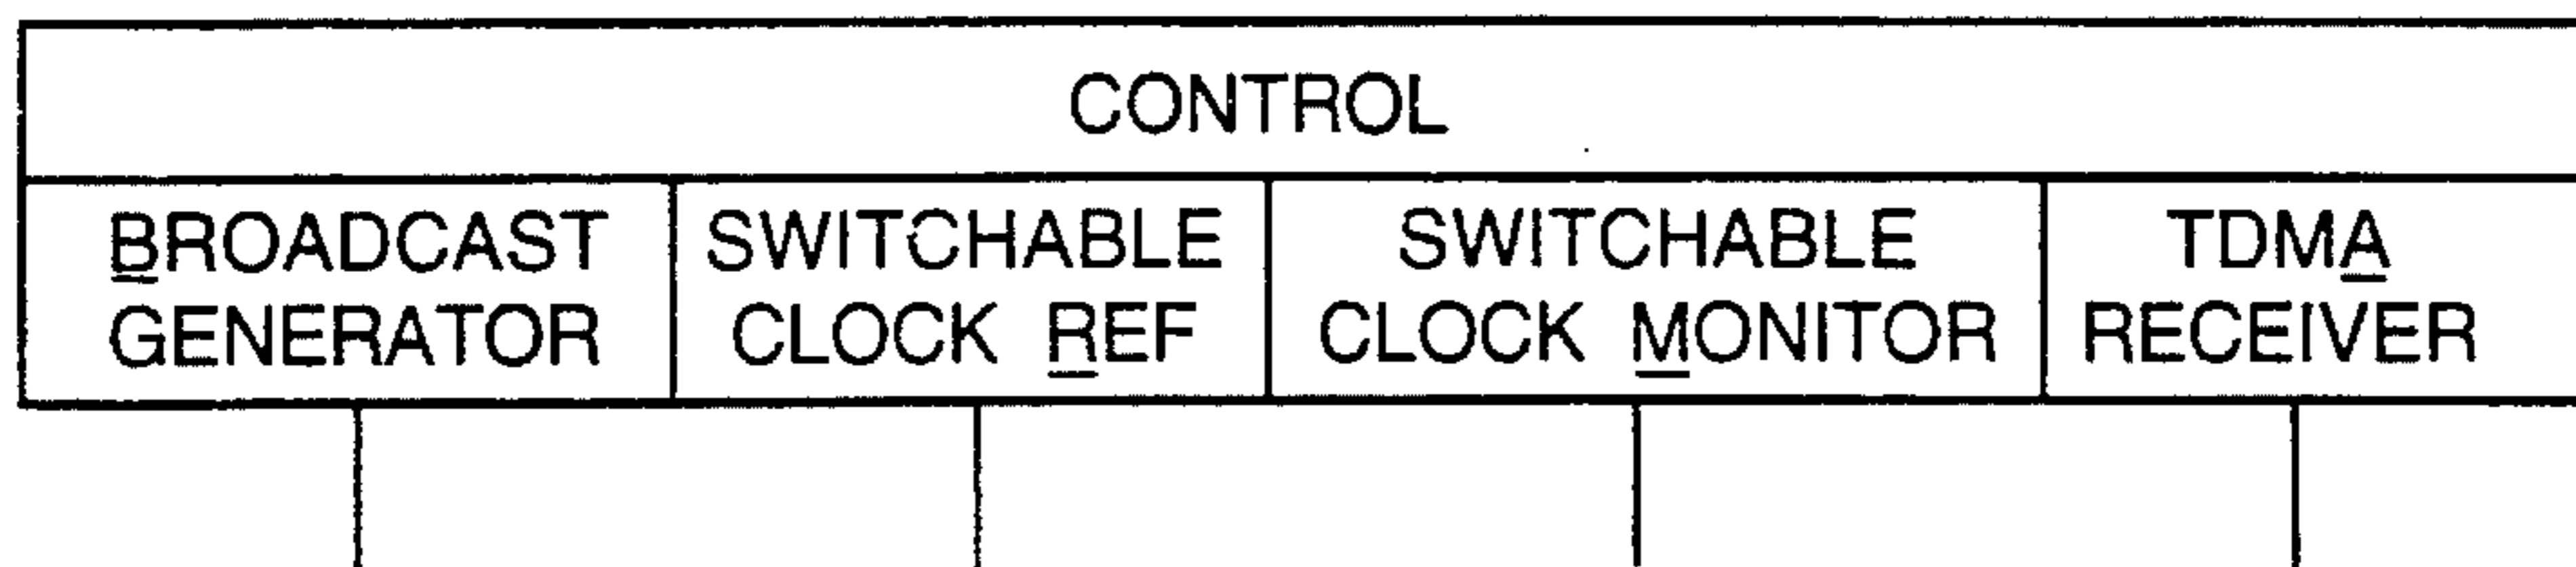 CONTROL
BROADCAST
GENERATOR
SWITCHABLE
CLOCK REF
SWITCHABLE
CLOCK MONITOR
TDMA
RECEIVER